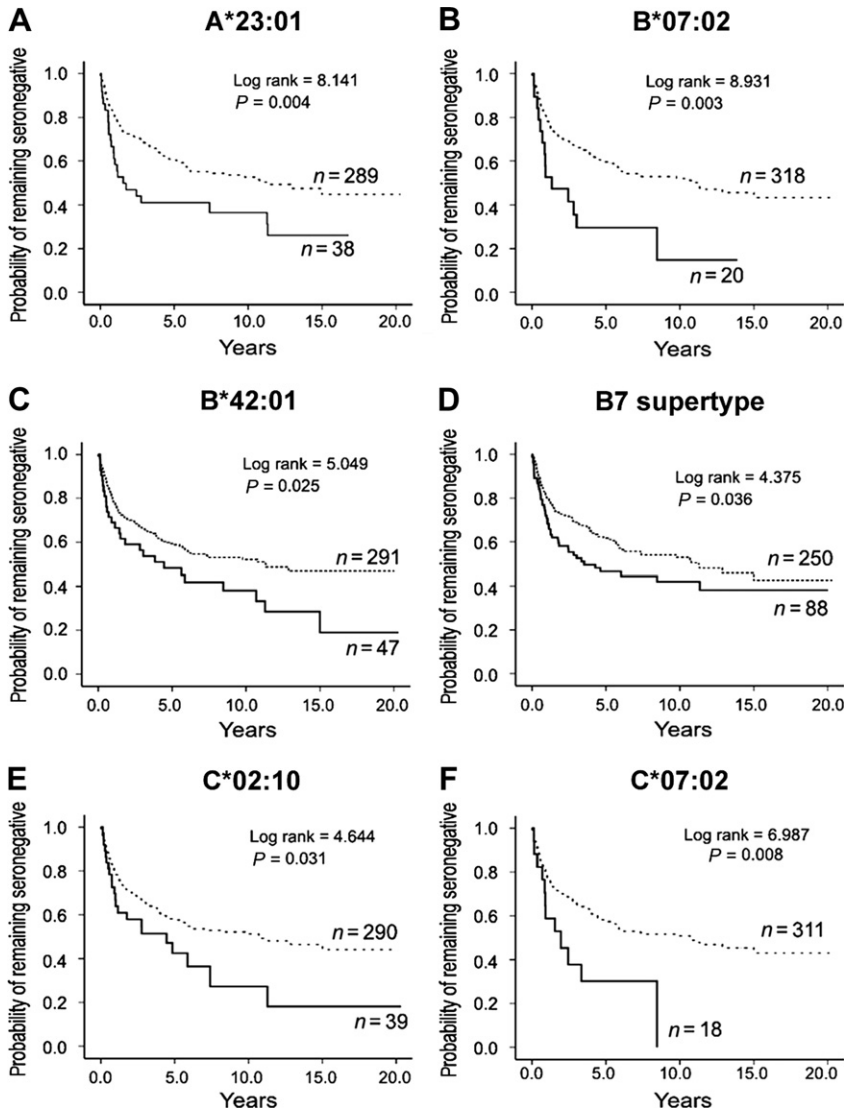 A
A*23:01
Probability of remaining seronegative
1.0
0.8
0.6
0.4
0.2
0.0
Log rank = 8.141
P = 0.004
n = 289
n = 38
0.0 5.0 10.0 15.0 20.0
Years
B
B*07:02
Probability of remaining seronegative
1.0
0.8
0.6
0.4
0.2
0.0
Log rank = 8.931
P = 0.003
n = 318
n = 20
0.0 5.0 10.0 15.0 20.0
Years
C
B*42:01
Probability of remaining seronegative
1.0
0.8
0.6
0.4
0.2
0.0
Log rank = 5.049
P = 0.025
n = 291
n = 47
0.0 5.0 10.0 15.0 20.0
Years
D
B7 supertype
Probability of remaining seronegative
1.0
0.8
0.6
0.4
0.2
0.0
Log rank = 4.375
P = 0.036
n = 250
n = 88
0.0 5.0 10.0 15.0 20.0
Years
E
C*02:10
Probability of remaining seronegative
1.0
0.8
0.6
0.4
0.2
0.0
Log rank = 4.644
P = 0.031
n = 290
n = 39
0.0 5.0 10.0 15.0 20.0
Years
F
C*07:02
Probability of remaining seronegative
1.0
0.8
0.6
0.4
0.2
0.0
Log rank = 6.987
P = 0.008
n = 311
n = 18
0.0 5.0 10.0 15.0 20.0
Years